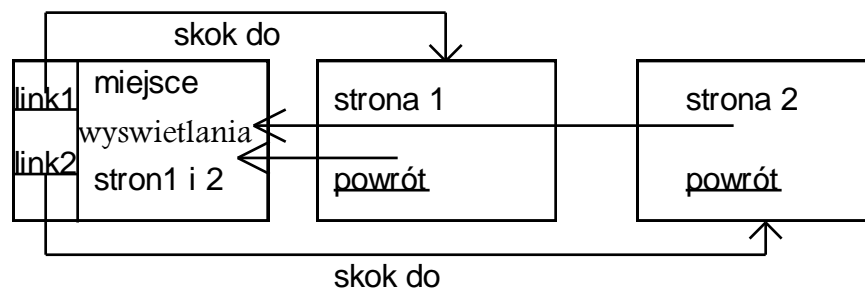 skok do
link1
miejsce
wyswietlania
link2
stron1 i 2
strona 1
powrót
strona 2
powrót
skok do